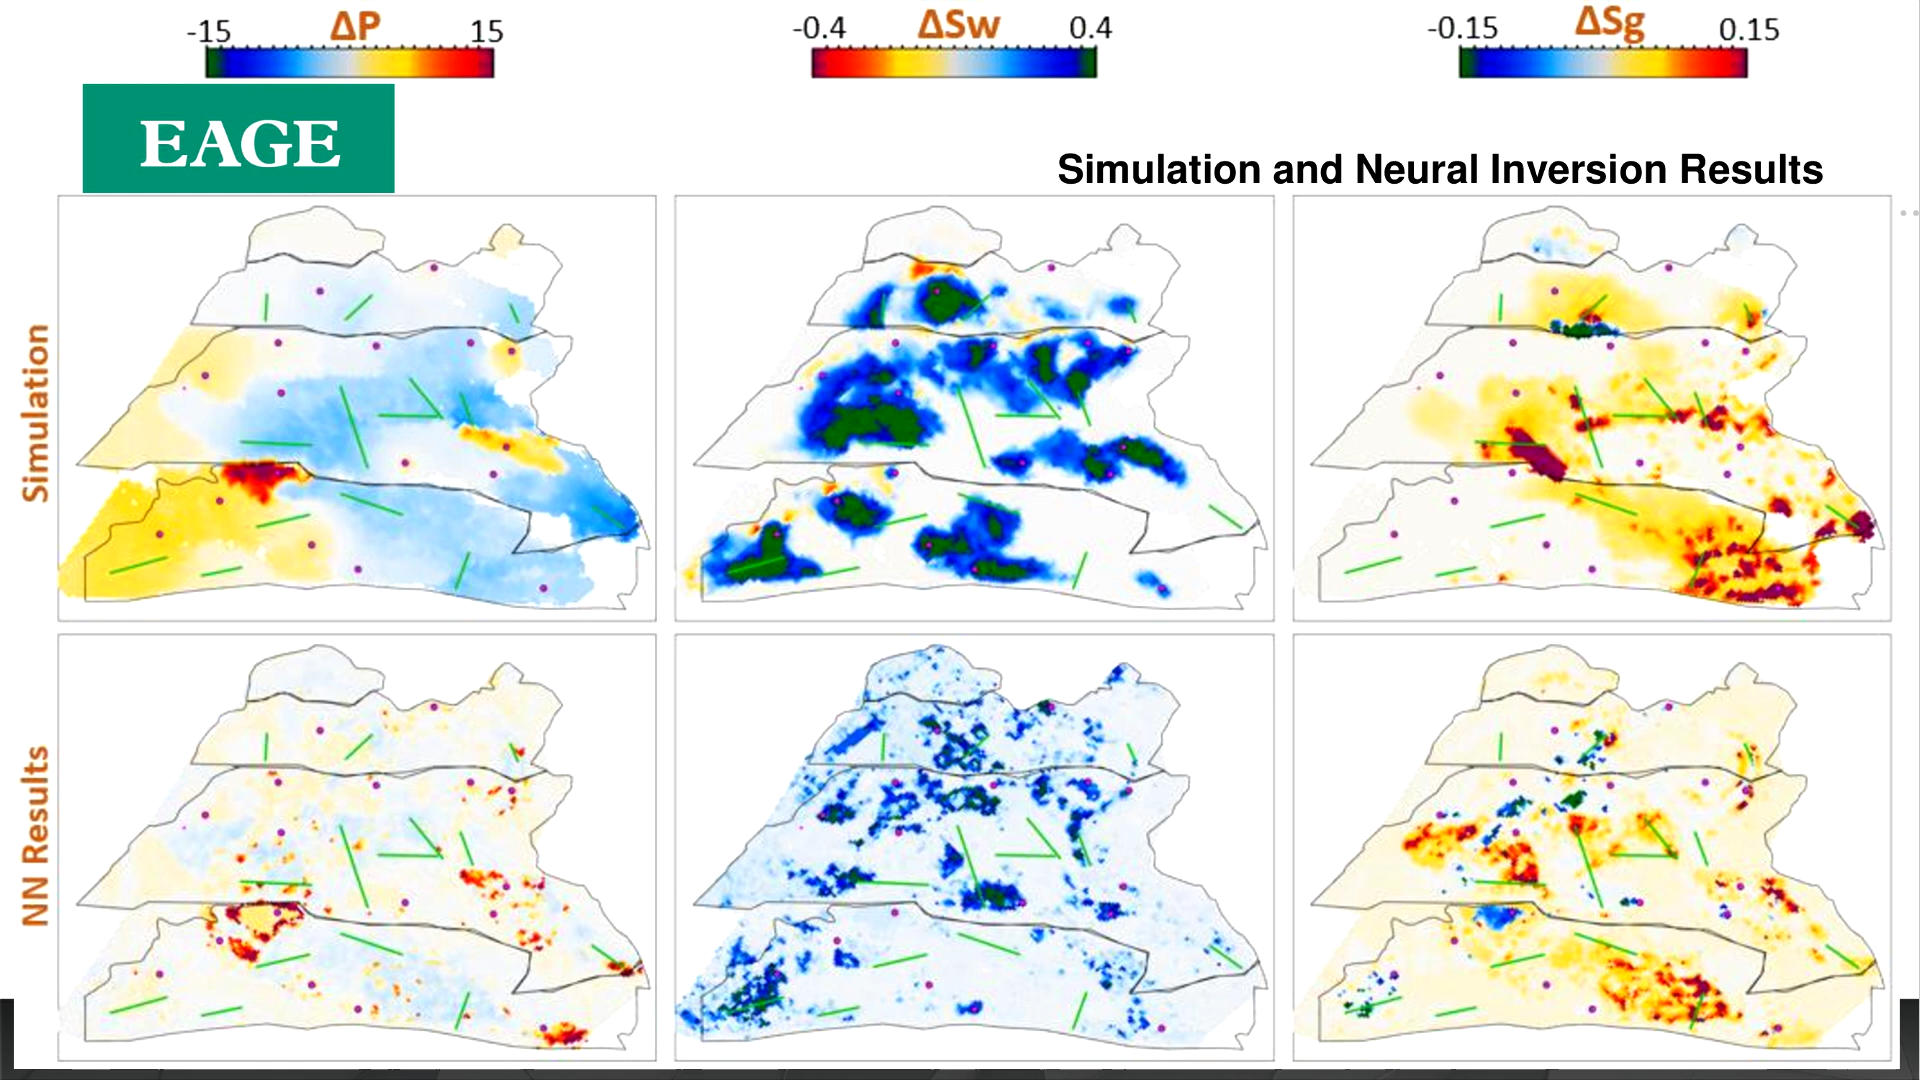 -15 ΔP 15
-0.4 ΔSw 0.4
-0.15 ΔSg 0.15
EAGE
Simulation and Neural Inversion Results
Simulation
NN Results